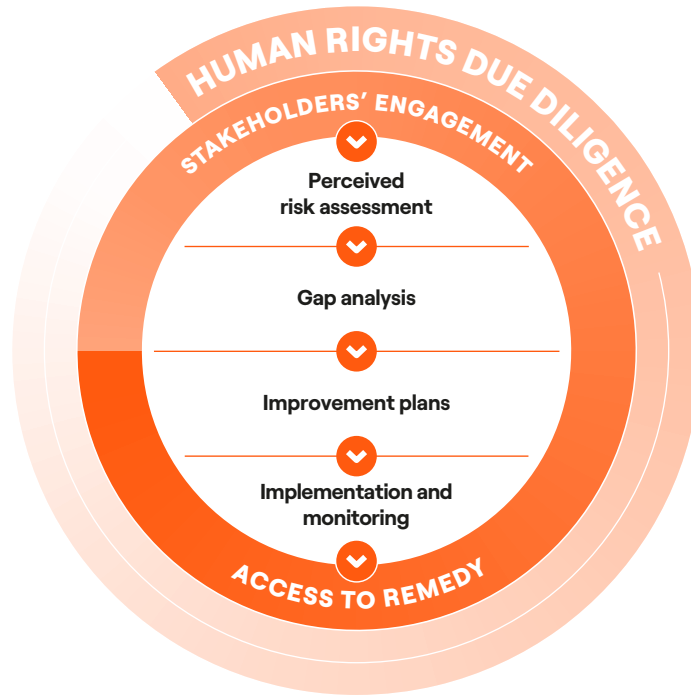 HUMAN RIGHTS DUE DILIGENCE
STAKEHOLDERS’ ENGAGEMENT
Perceived
risk assessment
Gap analysis
Improvement plans
Implementation and
monitoring
ACCESS TO REMEDY